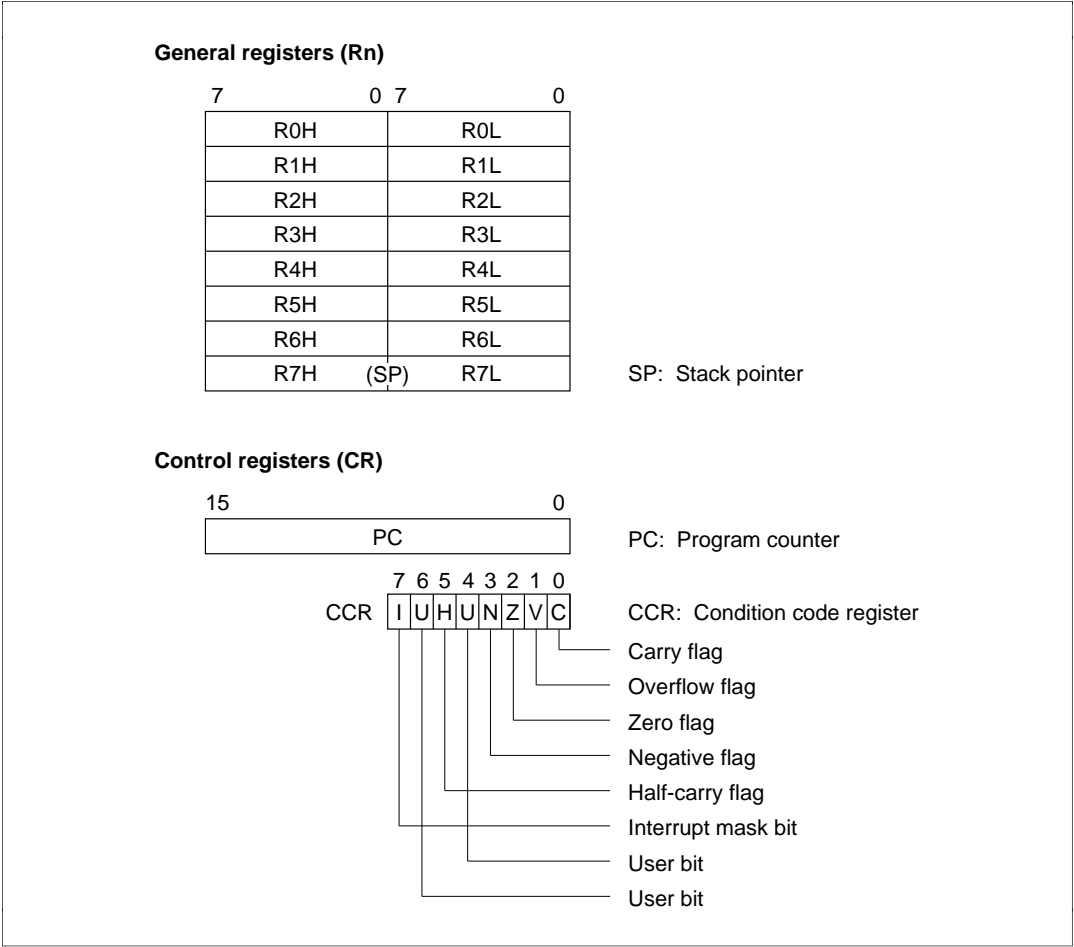 General registers (Rn)
7 0 7 0
R0H R0L
R1H R1L
R2H R2L
R3H R3L
R4H R4L
R5H R5L
R6H R6L
R7H (SP) R7L SP: Stack pointer
Control registers (CR)
15 0
PC PC: Program counter
7 6 5 4 3 2 1 0
CCR I U H U N Z V C CCR: Condition code register
Carry flag
Overflow flag
Zero flag
Negative flag
Half-carry flag
Interrupt mask bit
User bit
User bit